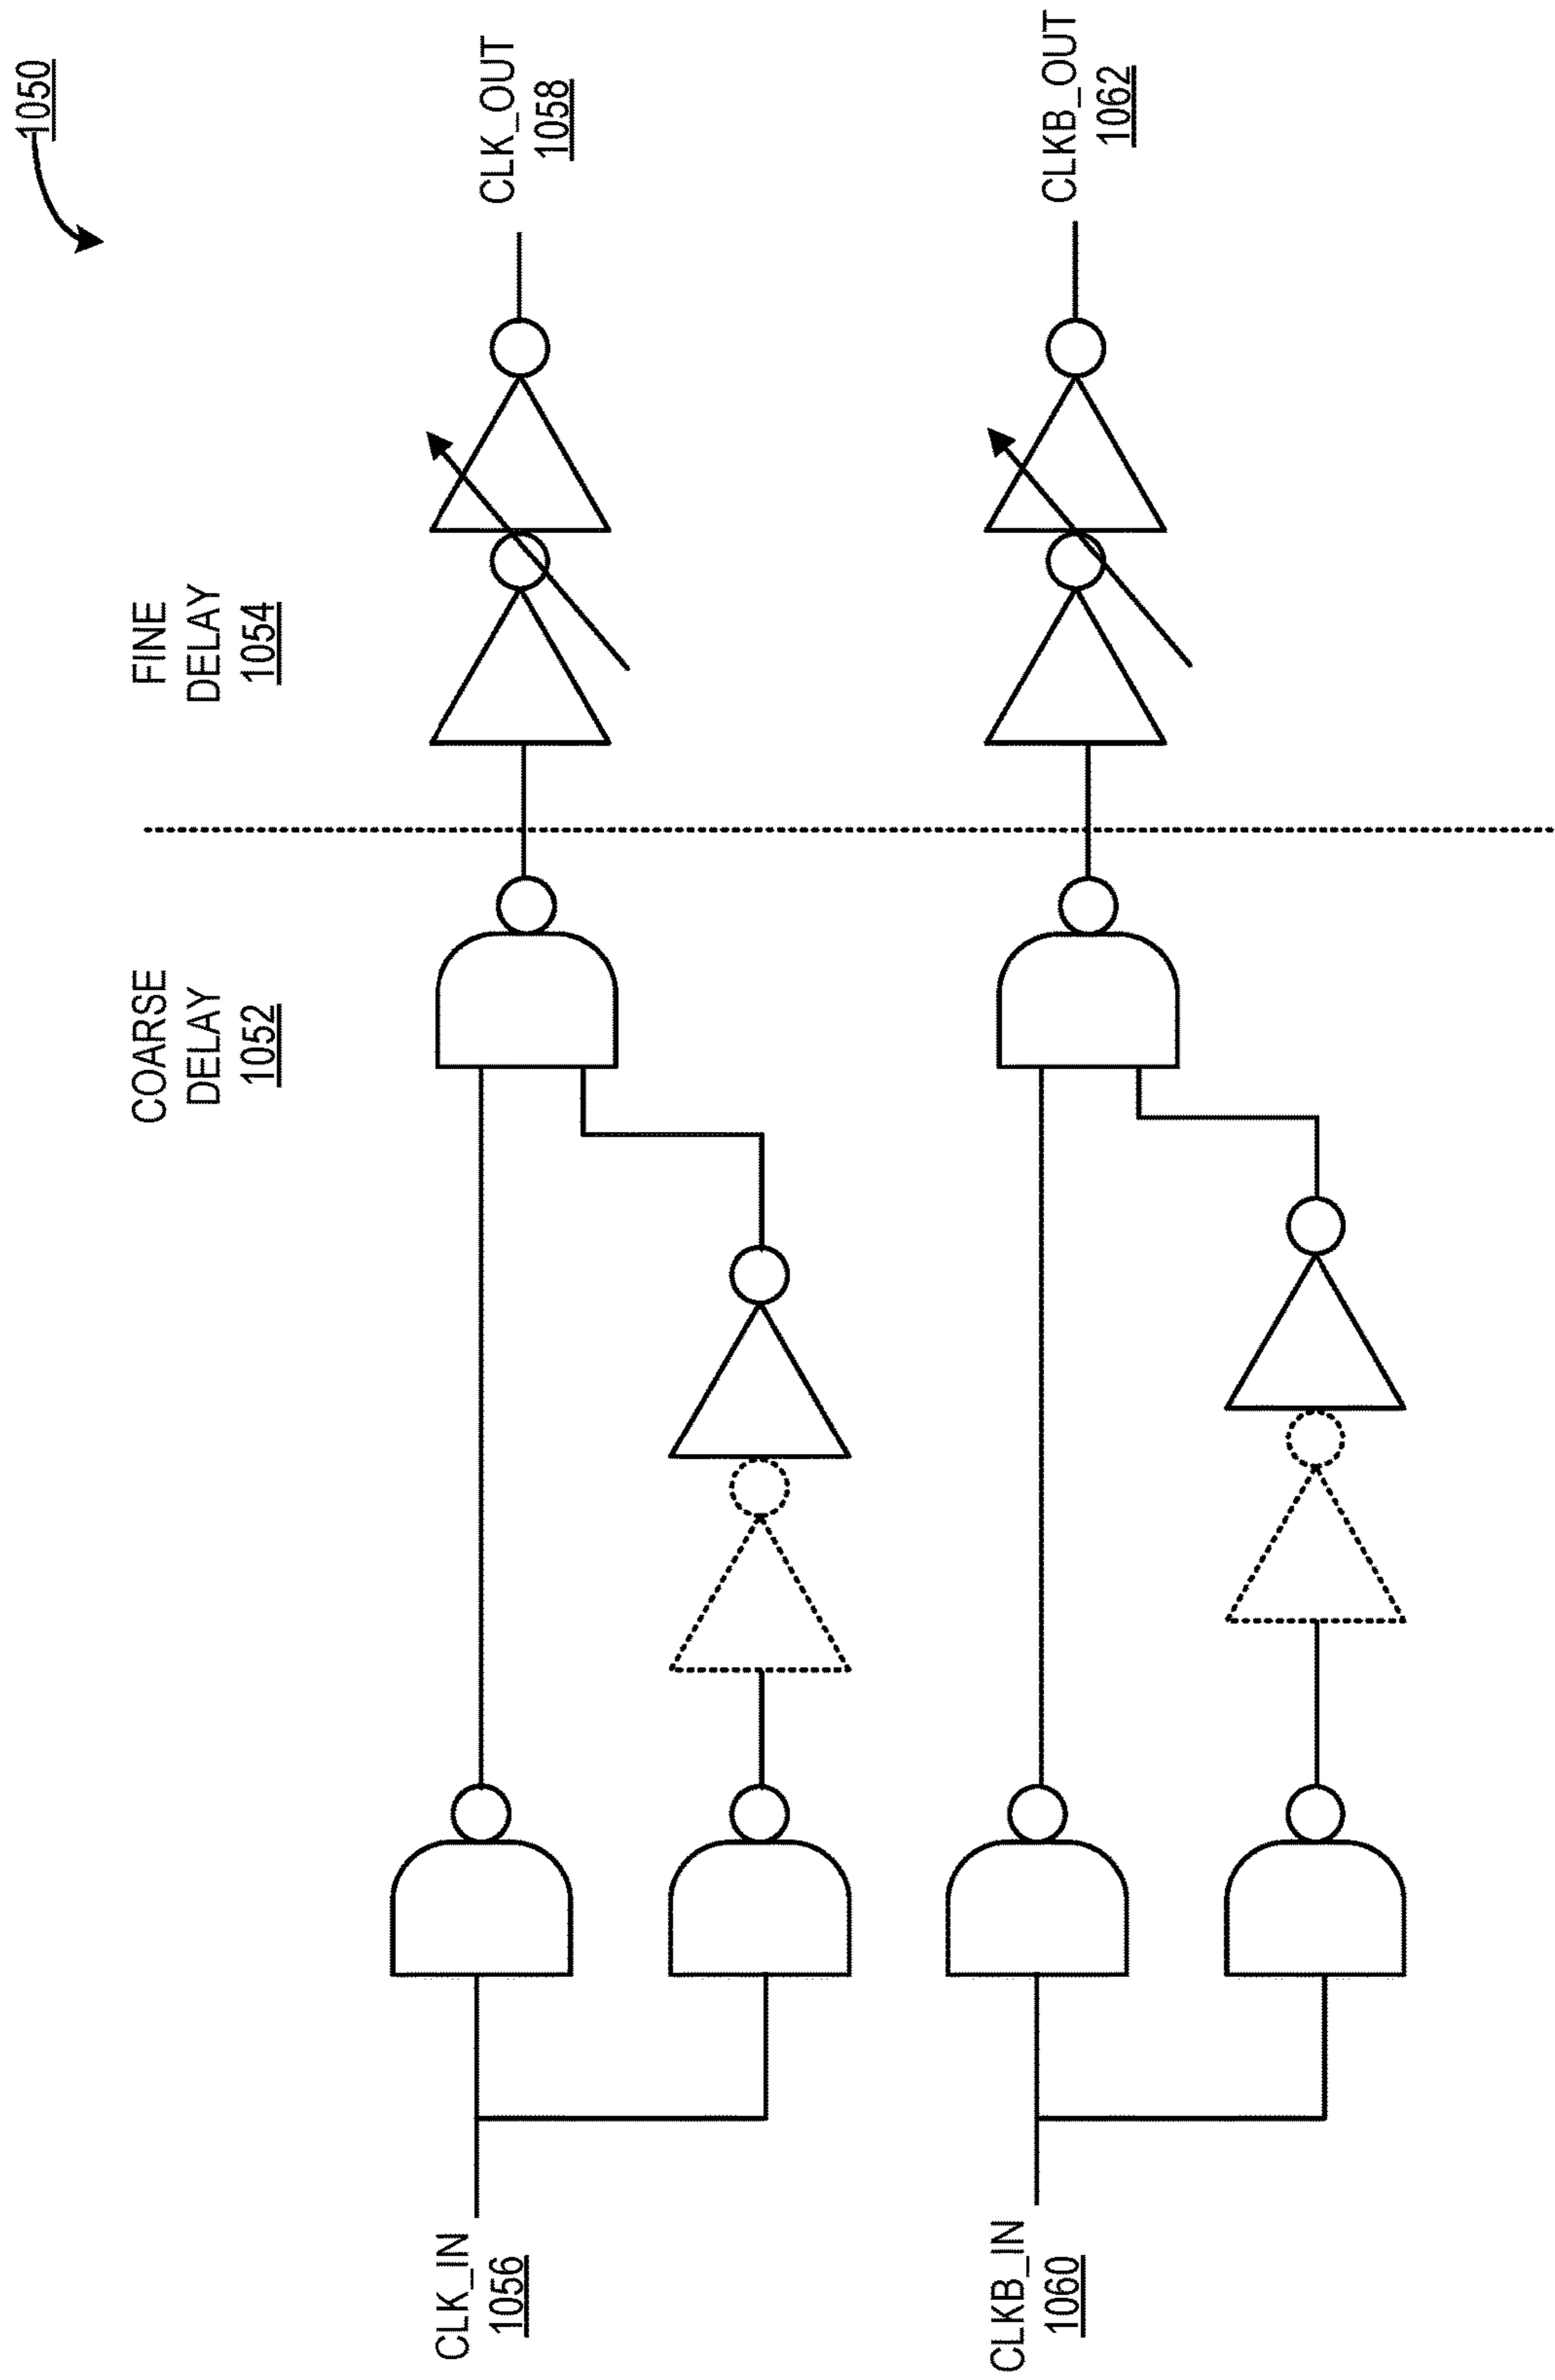 1050
COARSE
DELAY
1052
FINE
DELAY
1054
CLK_IN
1056
CLK_OUT
1058
CLKB_IN
1060
CLKB_OUT
1062